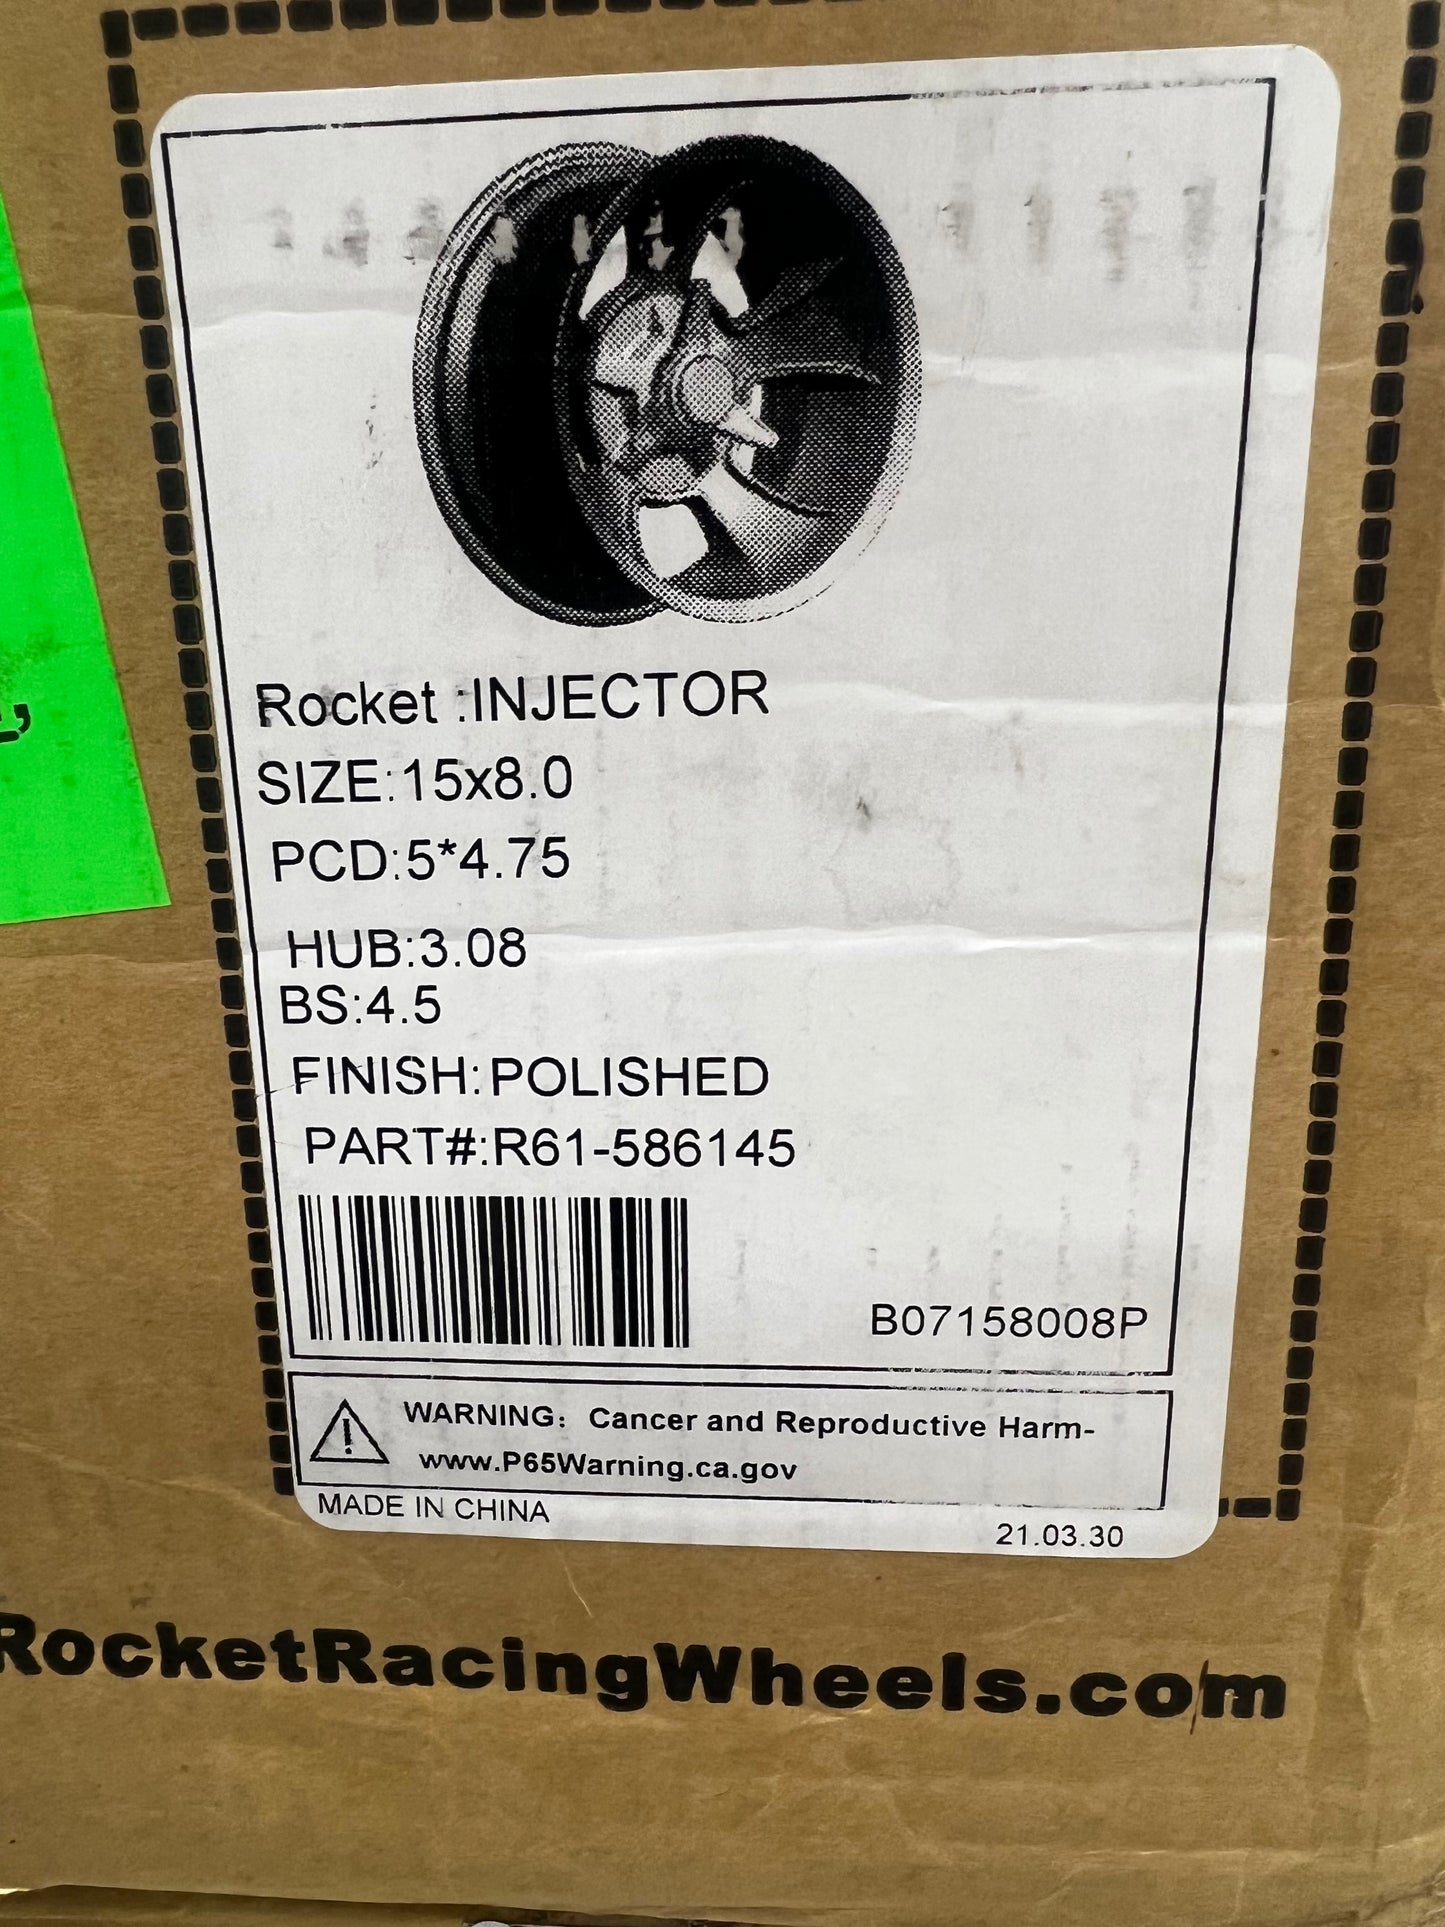 Rocket :INJECTOR
SIZE:15x8.0
PCD:5*4.75
HUB:3.08
BS:4.5
FINISH:POLISHED
PART#:R61-586145
B07158008P
WARNING: Cancer and Reproductive Harm-
www.P65Warning.ca.gov
MADE IN CHINA
21.03.30
RocketRacingWheels.com